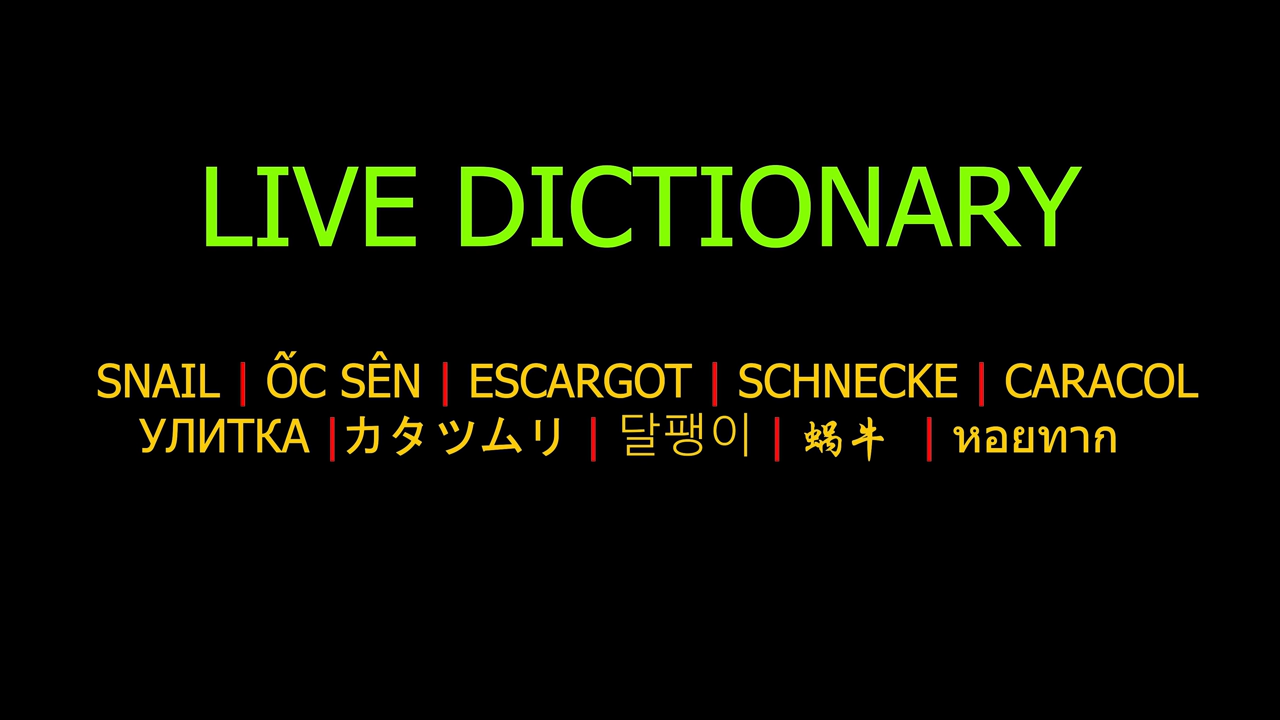 LIVE DICTIONARY
SNAIL | ỐC SÊN | ESCARGOT | SCHNECKE | CARACOL
УЛИТКА |カタツムリ | 달팽이 | 蜗牛 | หอยทาก